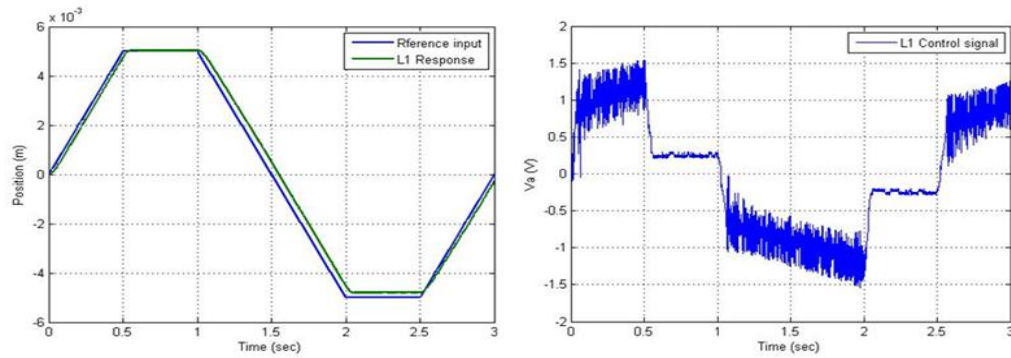 × 10⁻³
6
4
2
0
-2
-4
-6
Position (m)
Rference input
L1 Response
0 0.5 1 1.5 2 2.5 3
Time (sec)
2
1.5
1
0.5
0
-0.5
-1
-1.5
-2
Va (V)
L1 Control signal
0 0.5 1 1.5 2 2.5 3
Time (sec)